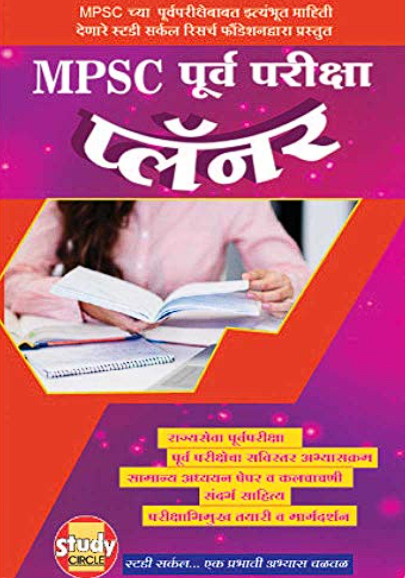 MPSC च्या पूर्वपरीक्षेबाबत इत्यंभूत माहिती
देणारे स्टडी सर्कल रिसर्च फौंडेशनद्वारा प्रस्तुत
MPSC पूर्व परीक्षा
प्लॅनर
राज्यसेवा पूर्वपरीक्षा
पूर्व परीक्षेचा सविस्तर अभ्यासक्रम
सामान्य अध्ययन पेपर व कलचाचणी
संदर्भ साहित्य
परीक्षाभिमुख तयारी व मार्गदर्शन
study
CIRCLE
स्टडी सर्कल... एक प्रभावी अभ्यास चळवळ